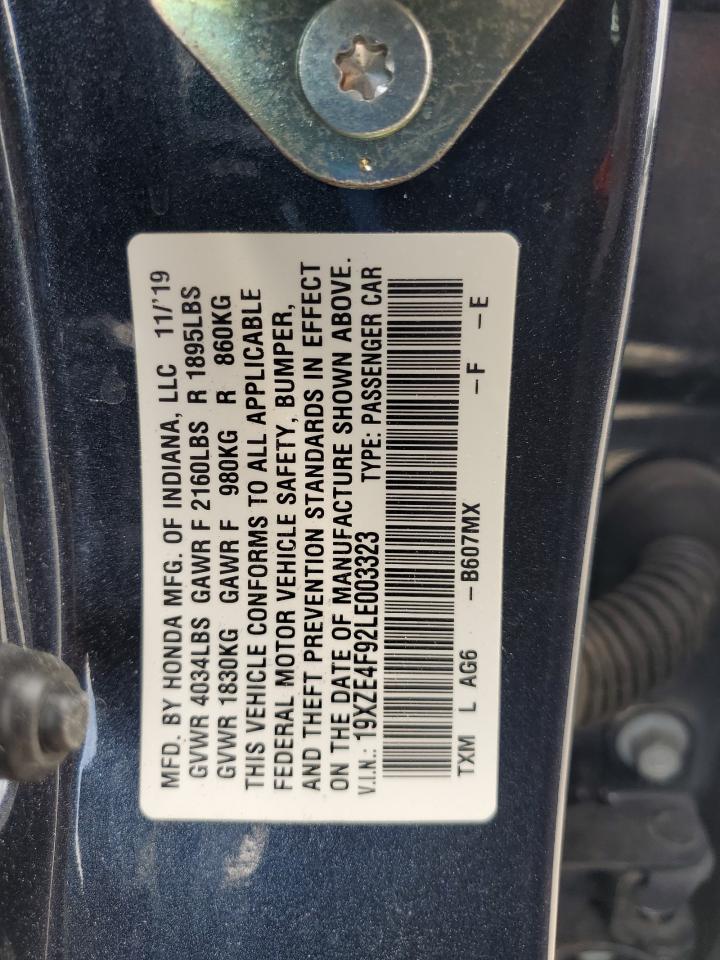 MFD. BY HONDA MFG. OF INDIANA, LLC 11/'19
GVWR 4034LBS GAWR F 2160LBS R 1895LBS
GVWR 1830KG GAWR F 980KG R 860KG
THIS VEHICLE CONFORMS TO ALL APPLICABLE
FEDERAL MOTOR VEHICLE SAFETY, BUMPER,
AND THEFT PREVENTION STANDARDS IN EFFECT
ON THE DATE OF MANUFACTURE SHOWN ABOVE.
V.I.N.: 19XZE4F92LE003323 TYPE: PASSENGER CAR
TXM L AG6 -B607MX -F -E